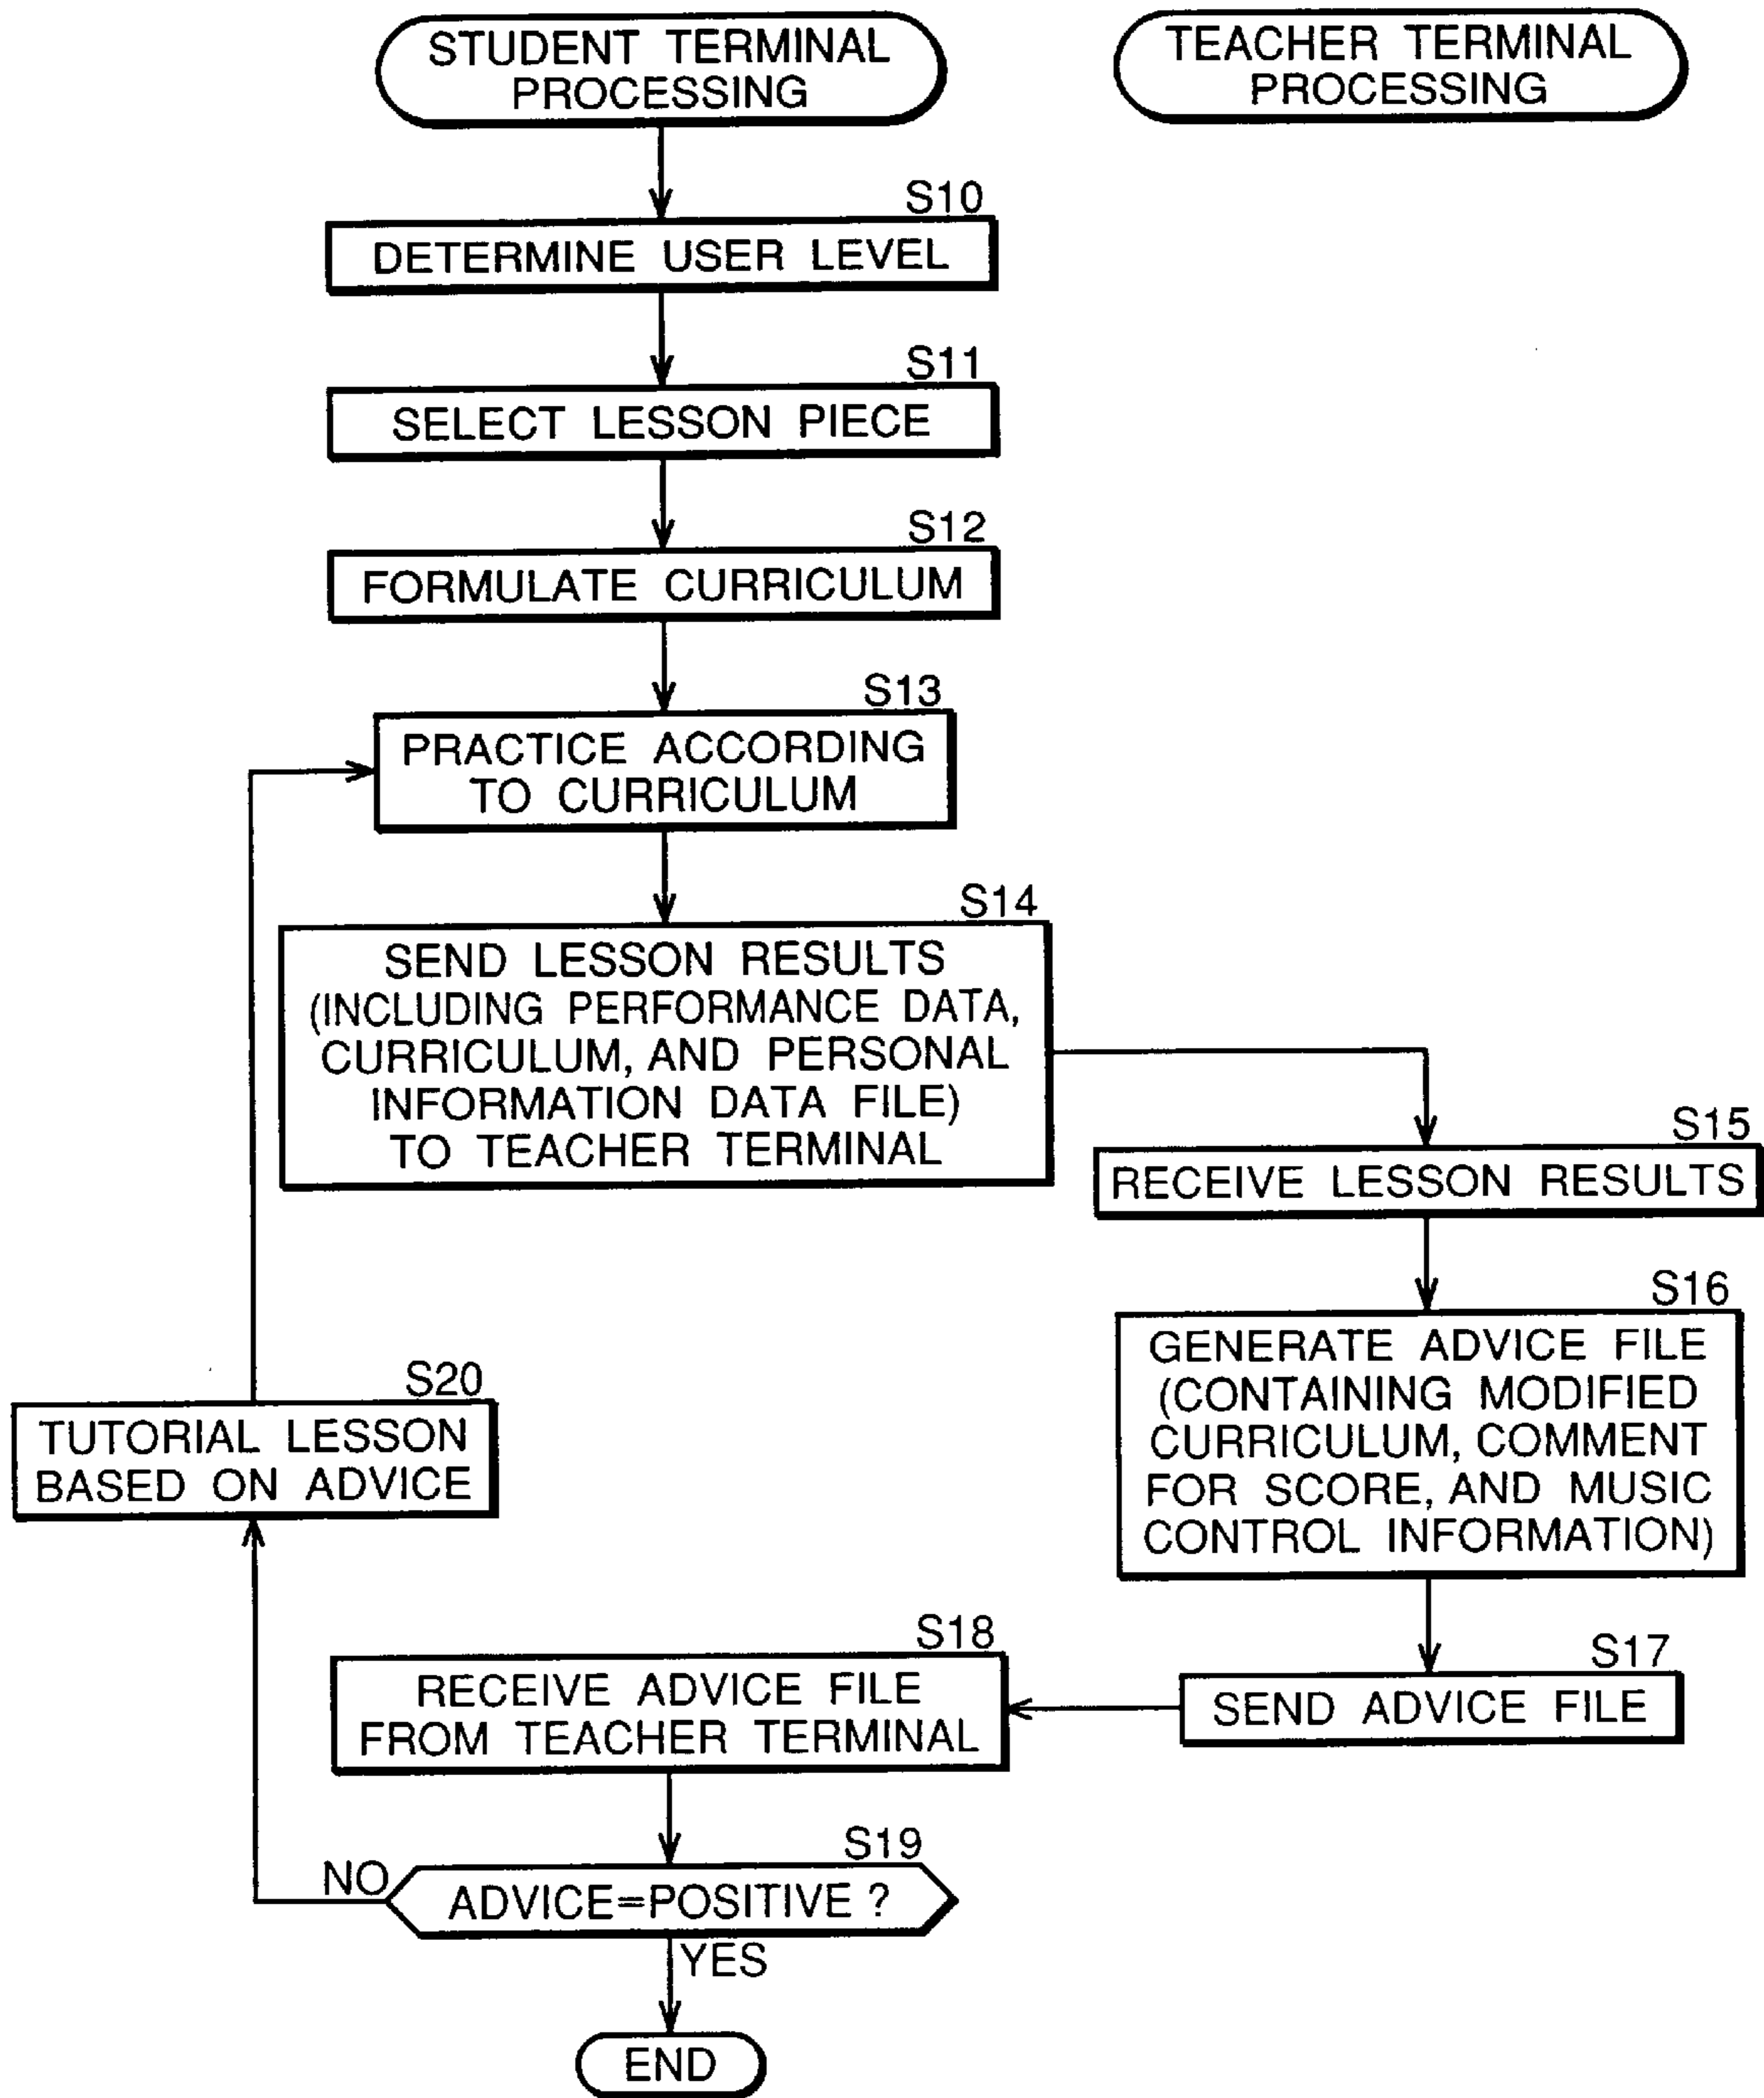 STUDENT TERMINAL
PROCESSING
TEACHER TERMINAL
PROCESSING
S10
DETERMINE USER LEVEL
S11
SELECT LESSON PIECE
S12
FORMULATE CURRICULUM
S13
PRACTICE ACCORDING
TO CURRICULUM
S14
SEND LESSON RESULTS
(INCLUDING PERFORMANCE DATA,
CURRICULUM, AND PERSONAL
INFORMATION DATA FILE)
TO TEACHER TERMINAL
S15
RECEIVE LESSON RESULTS
S16
GENERATE ADVICE FILE
(CONTAINING MODIFIED
CURRICULUM, COMMENT
FOR SCORE, AND MUSIC
CONTROL INFORMATION)
S17
SEND ADVICE FILE
S18
RECEIVE ADVICE FILE
FROM TEACHER TERMINAL
S19
ADVICE=POSITIVE ?
NO
YES
S20
TUTORIAL LESSON
BASED ON ADVICE
END